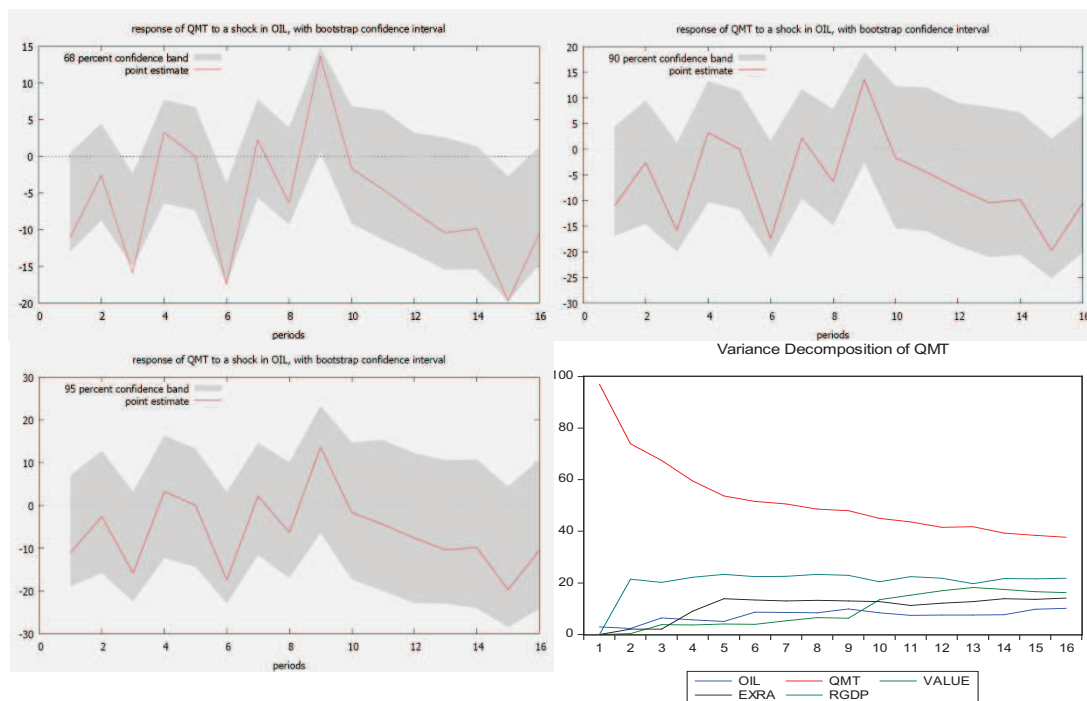 response of QMT to a shock in OIL, with bootstrap confidence interval
68 percent confidence band
point estimate
15
10
5
0
-5
-10
-15
-20
0 2 4 6 8 10 12 14 16
periods
response of QMT to a shock in OIL, with bootstrap confidence interval
90 percent confidence band
point estimate
20
15
10
5
0
-5
-10
-15
-20
-25
-30
0 2 4 6 8 10 12 14 16
periods
response of QMT to a shock in OIL, with bootstrap confidence interval
95 percent confidence band
point estimate
30
20
10
0
-10
-20
-30
0 2 4 6 8 10 12 14 16
periods
Variance Decomposition of QMT
100
80
60
40
20
0
1 2 3 4 5 6 7 8 9 10 11 12 13 14 15 16
OIL QMT VALUE
EXRA RGDP